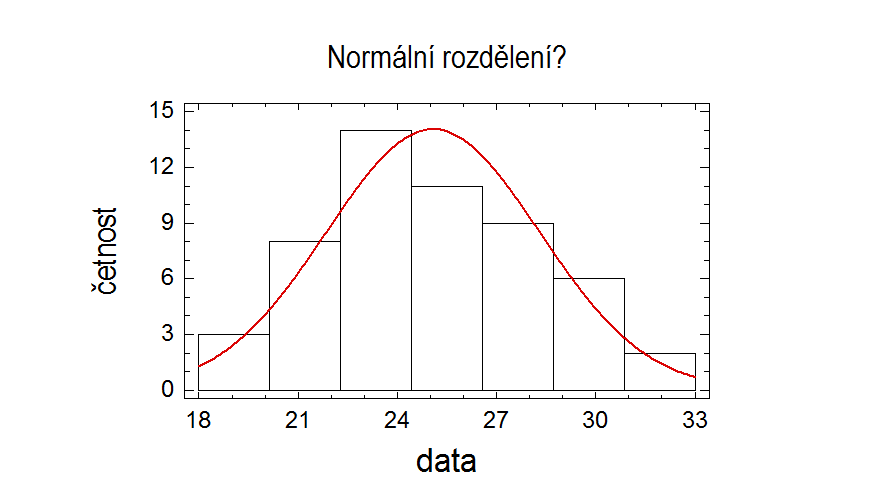 Normální rozdělení?
15
12
9
6
3
0
četnost
18 21 24 27 30 33
data